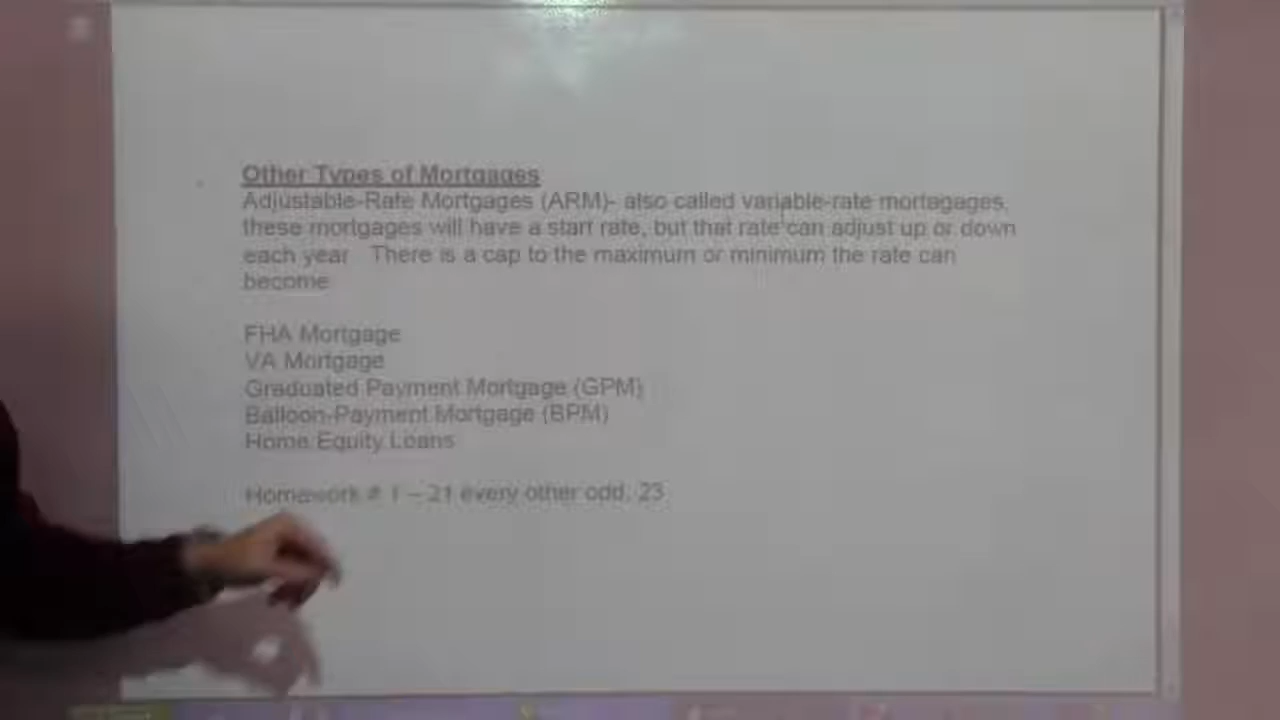 Other Types of Mortgages
Adjustable-Rate Mortgages (ARM)- also called variable-rate mortagages,
these mortgages will have a start rate, but that rate can adjust up or down
each year. There is a cap to the maximum or minimum the rate can
become.
FHA Mortgage
VA Mortgage
Graduated Payment Mortgage (GPM)
Balloon-Payment Mortgage (BPM)
Home Equity Loans
Homework # 1 – 21 every other odd, 23